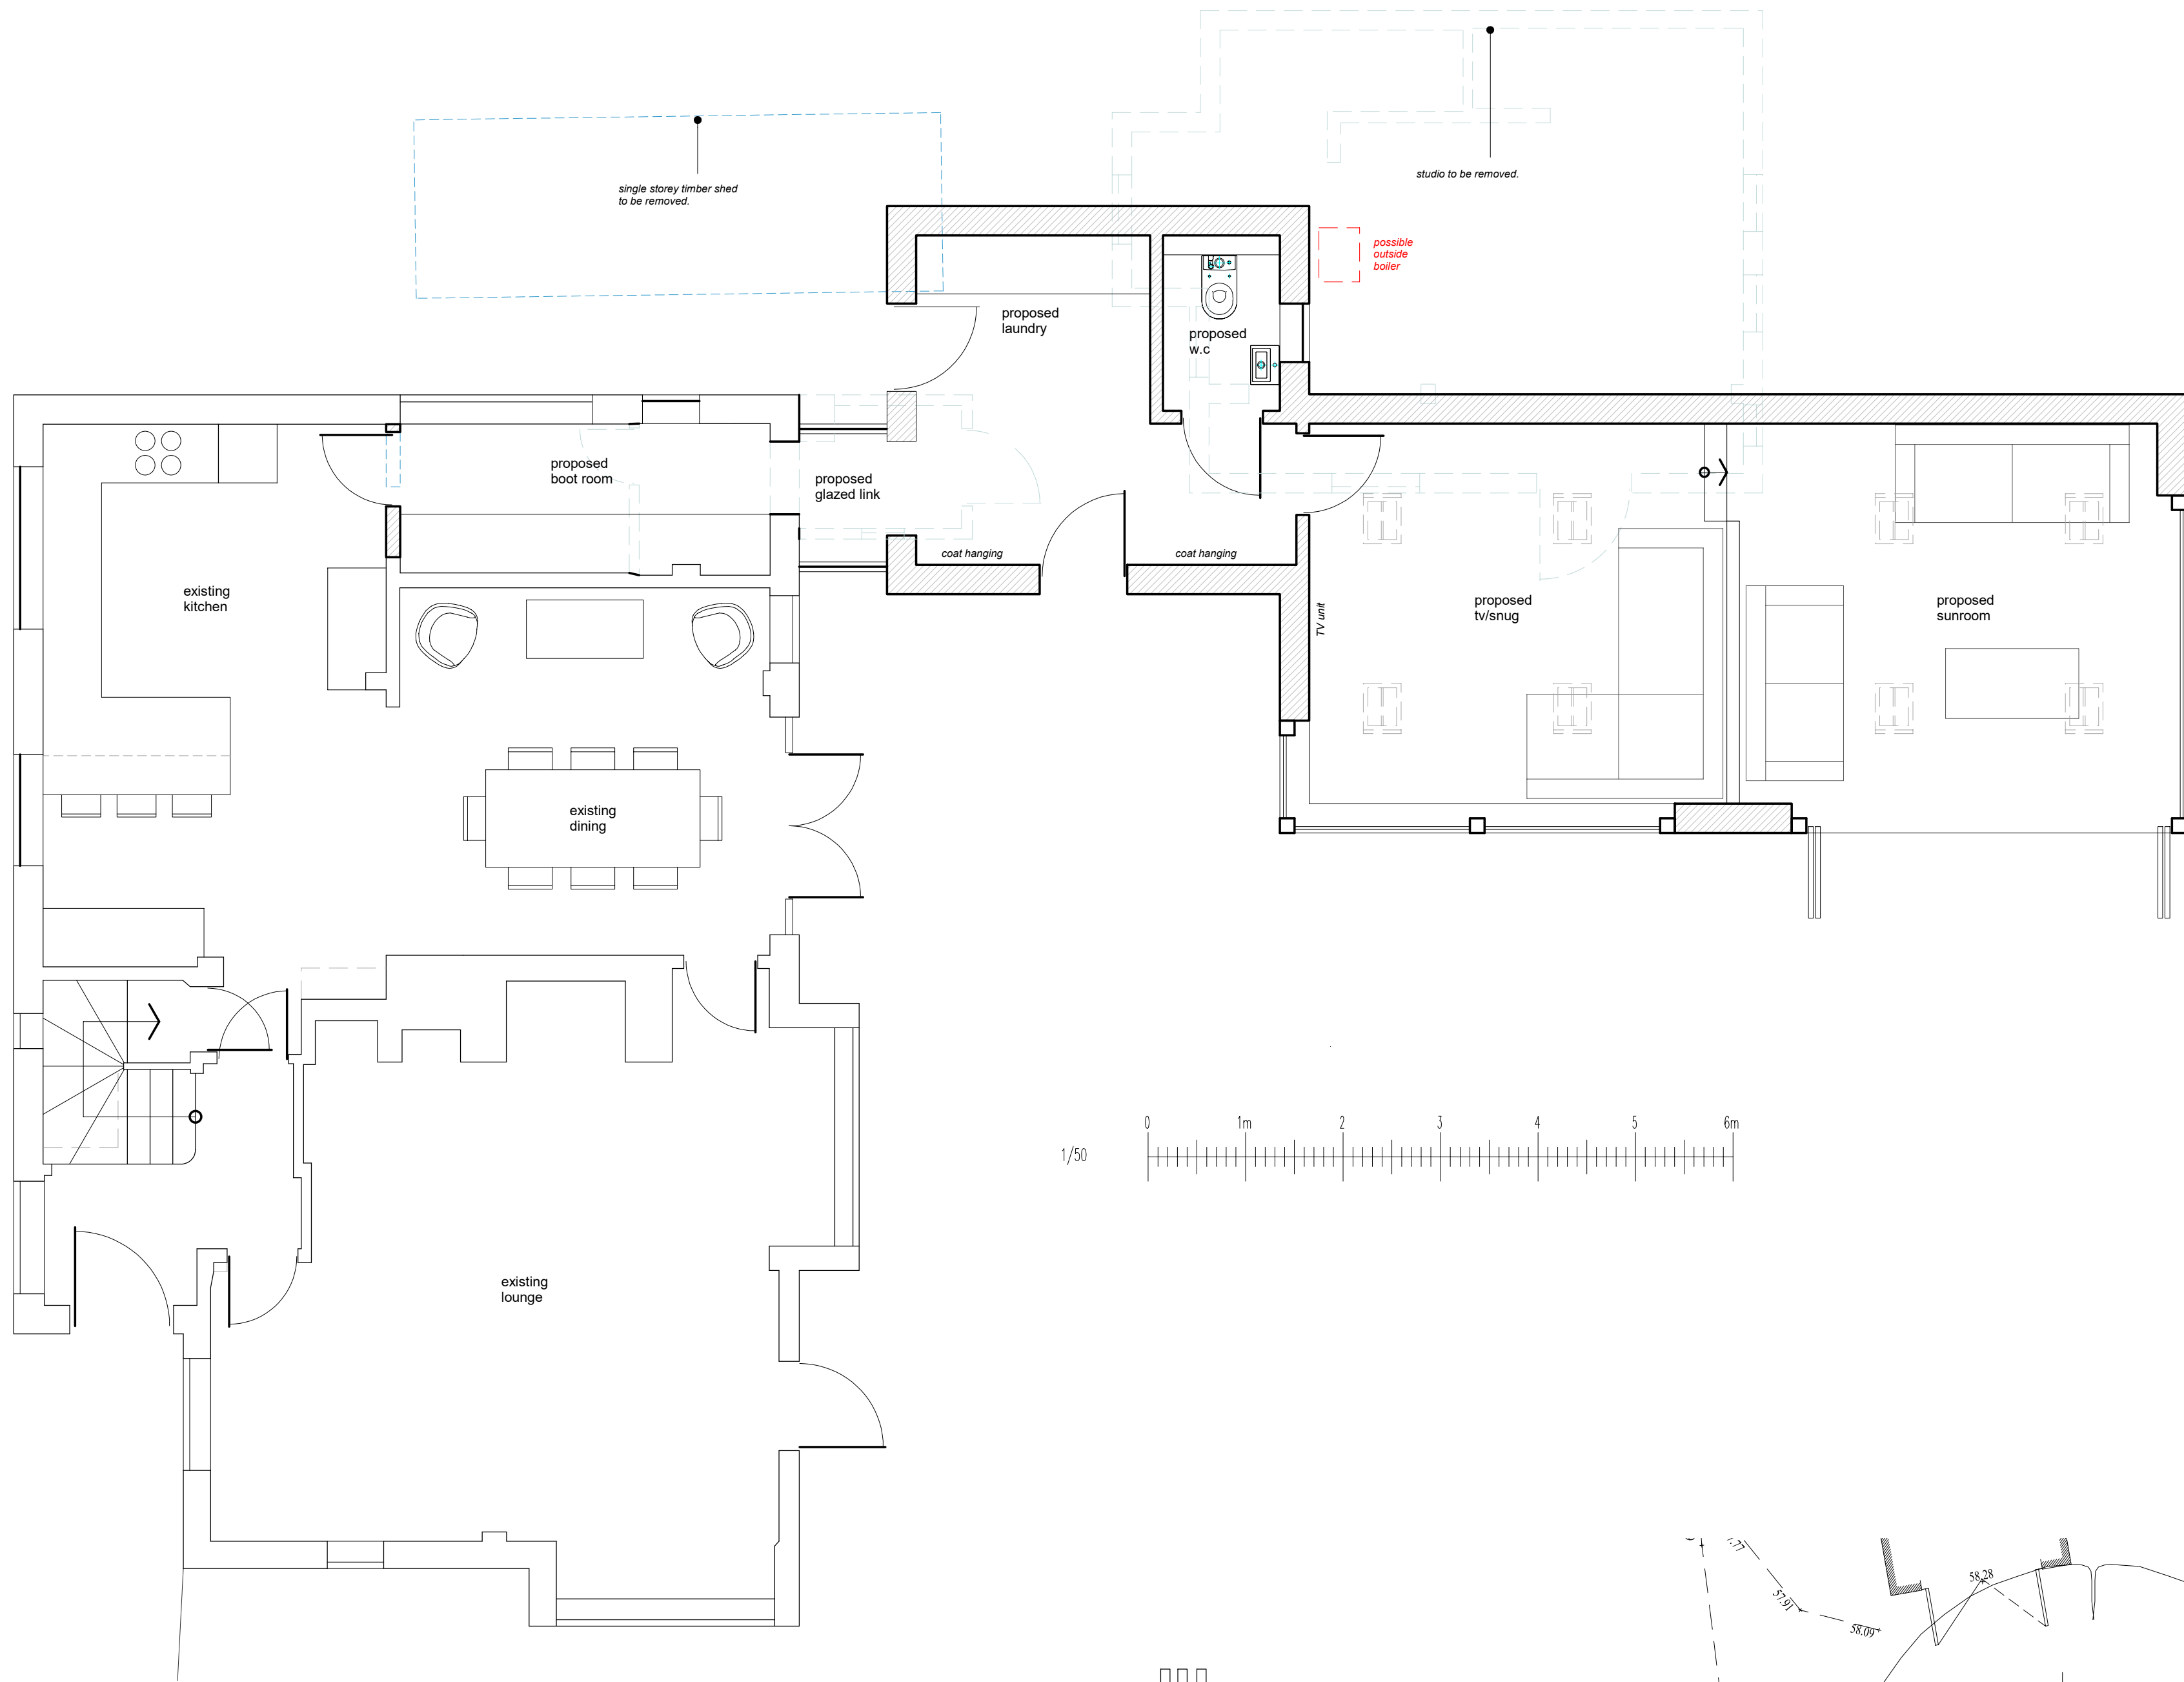 single storey timber shed
to be removed.
studio to be removed.
possible
outside
boiler
proposed
laundry
proposed
w.c
proposed
boot room
proposed
glazed link
coat hanging
coat hanging
existing
kitchen
TV unit
proposed
tv/snug
proposed
sunroom
existing
dining
0 1m 2 3 4 5 6m
1/50
existing
lounge
57.91
58.28
58.09